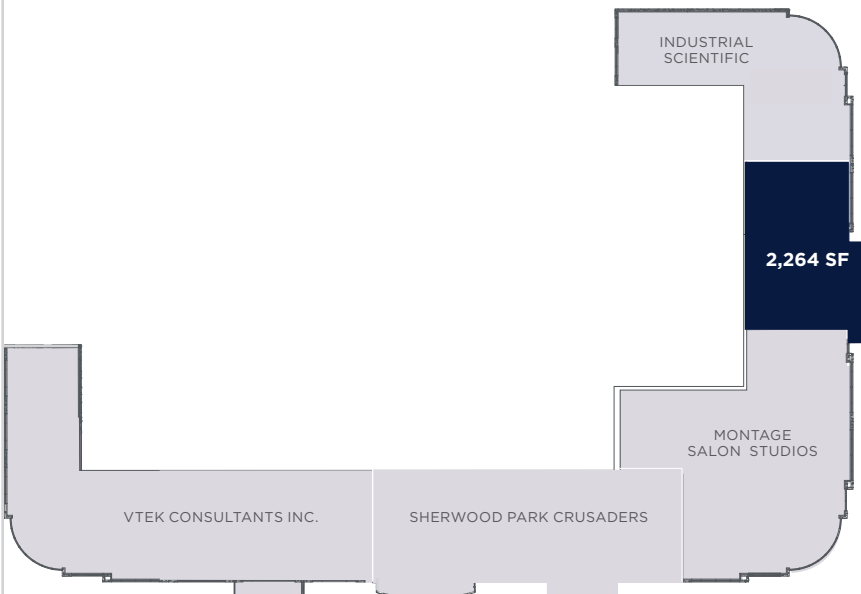 INDUSTRIAL
SCIENTIFIC
2,264 SF
MONTAGE
SALON STUDIOS
VTEK CONSULTANTS INC.
SHERWOOD PARK CRUSADERS